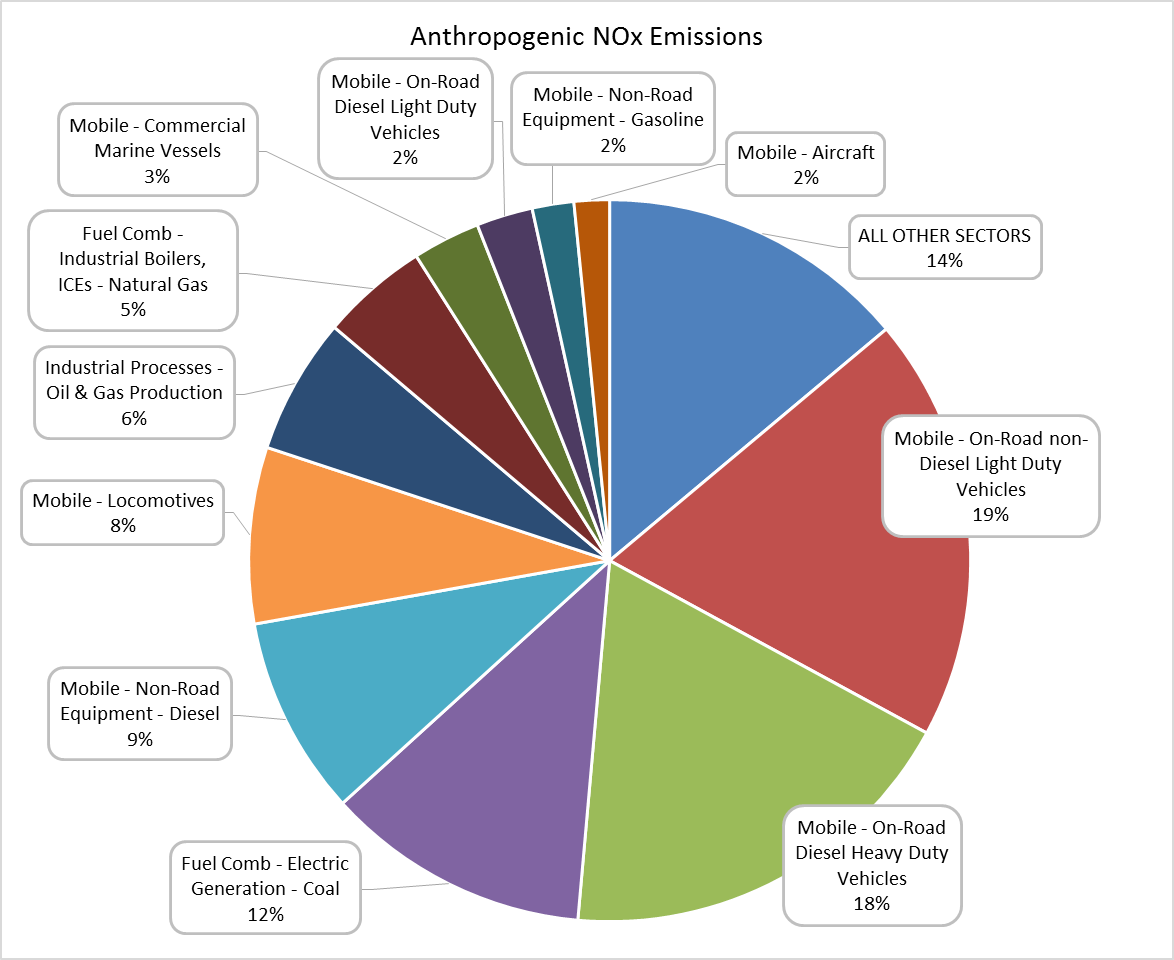 Anthropogenic NOx Emissions
Mobile - On-Road
Diesel Light Duty
Vehicles
2%
Mobile - Non-Road
Equipment - Gasoline
2%
Mobile - Commercial
Marine Vessels
3%
Mobile - Aircraft
2%
Fuel Comb -
Industrial Boilers,
ICEs - Natural Gas
5%
ALL OTHER SECTORS
14%
Industrial Processes -
Oil & Gas Production
6%
Mobile - On-Road non-
Diesel Light Duty
Vehicles
19%
Mobile - Locomotives
8%
Mobile - Non-Road
Equipment - Diesel
9%
Mobile - On-Road
Diesel Heavy Duty
Vehicles
18%
Fuel Comb - Electric
Generation - Coal
12%